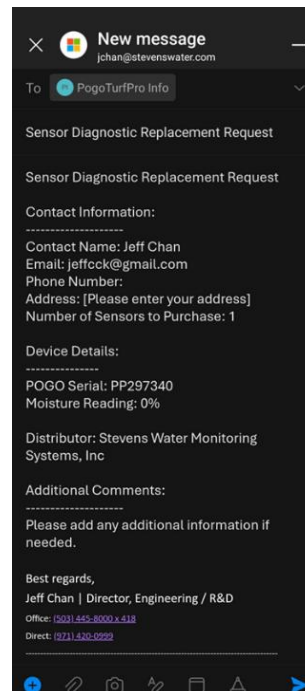 New message
jchan@stevenswater.com
To PogoTurfPro Info
Sensor Diagnostic Replacement Request
Sensor Diagnostic Replacement Request
Contact Information:
--------------------
Contact Name: Jeff Chan
Email: jeffcck@gmail.com
Phone Number:
Address: [Please enter your address]
Number of Sensors to Purchase: 1
Device Details:
---------------
POGO Serial: PP297340
Moisture Reading: 0%
Distributor: Stevens Water Monitoring
Systems, Inc
Additional Comments:
--------------------
Please add any additional information if
needed.
Best regards,
Jeff Chan | Director, Engineering / R&D
Office: (503) 445-8000 x 418
Direct: (971) 420-0999